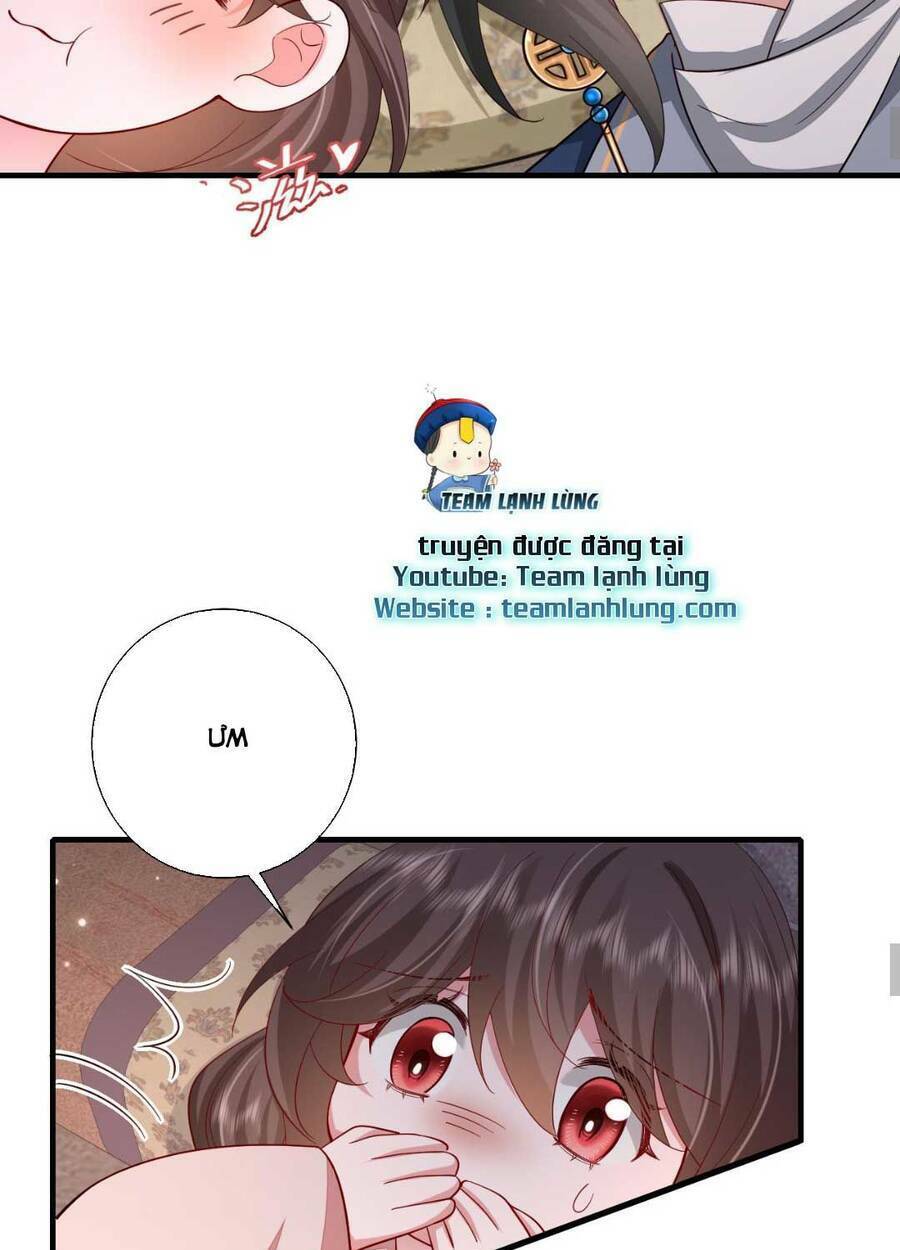 TEAM LẠNH LÙNG
truyện được đăng tại
Youtube: Team lạnh lùng
Website : teamlanhlung.com
ƯM